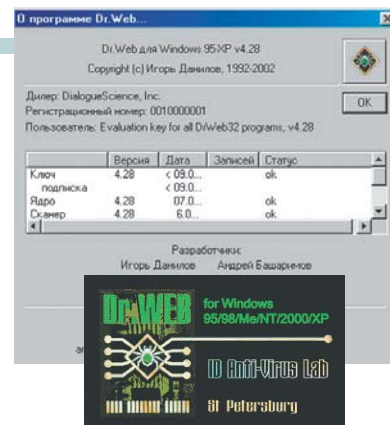 О программе Dr.Web...
Dr.Web для Windows 95-XP v4.28
Copyright (c) Игорь Данилов, 1992-2002
Дилер: DialogueScience, Inc.
Регистрационный номер: 0010000001
Пользователь: Evaluation key for all DrWeb32 programs, v4.28
OK
Версия Дата Записей Статус
Ключ 4.28 < 09.0... ok
подписка < 09.0...
Ядро 4.28 07.0... ok
Сканер 4.28 6.0... ok
Разработчики:
Игорь Данилов Андрей Башаримов
Dr.WEB
for Windows
95/98/Me/NT/2000/XP
ID Anti-Virus Lab
St Petersburg